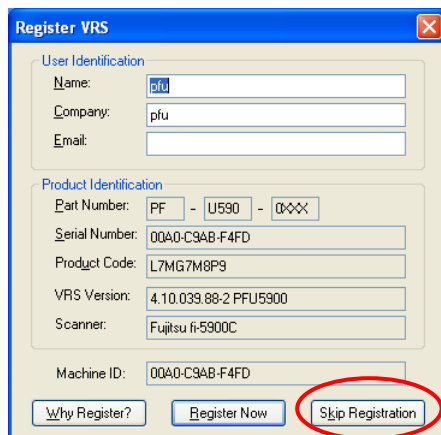 Register VRS
User Identification
Name: pfu
Company: pfu
Email:
Product Identification
Part Number: PF - U590 - 0XXX
Serial Number: 00A0-C9AB-F4FD
Product Code: L7MG7M8P9
VRS Version: 4.10.039.88-2 PFU5900
Scanner: Fujitsu fi-5900C
Machine ID: 00A0-C9AB-F4FD
Why Register? Register Now Skip Registration